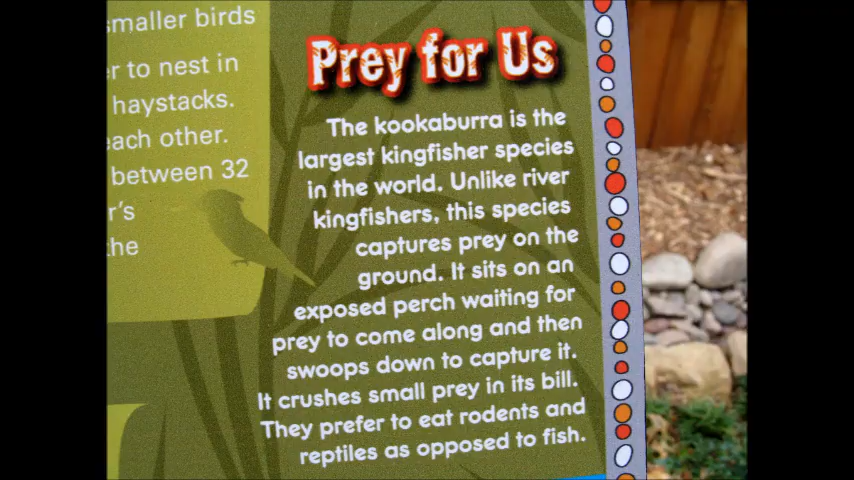 smaller birds
er to nest in
haystacks.
each other.
between 32
r's
the
Prey for Us
The kookaburra is the
largest kingfisher species
in the world. Unlike river
kingfishers, this species
captures prey on the
ground. It sits on an
exposed perch waiting for
prey to come along and then
swoops down to capture it.
It crushes small prey in its bill.
They prefer to eat rodents and
reptiles as opposed to fish.